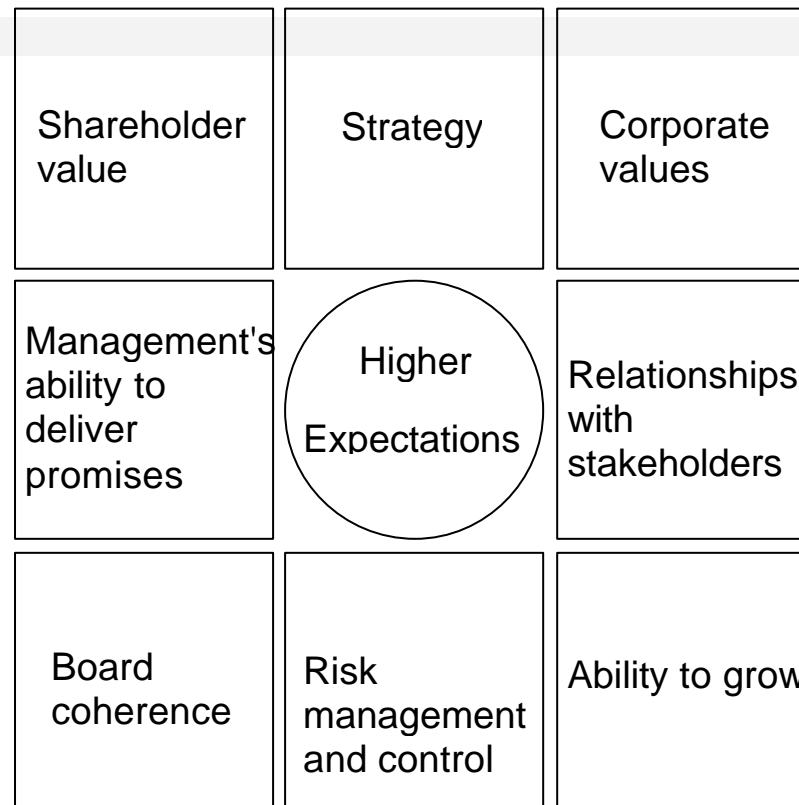 Shareholder
value
Strategy
Corporate
values
Management's
ability to
deliver
promises
Higher
Expectations
Relationships
with
stakeholders
Board
coherence
Risk
management
and control
Ability to grow